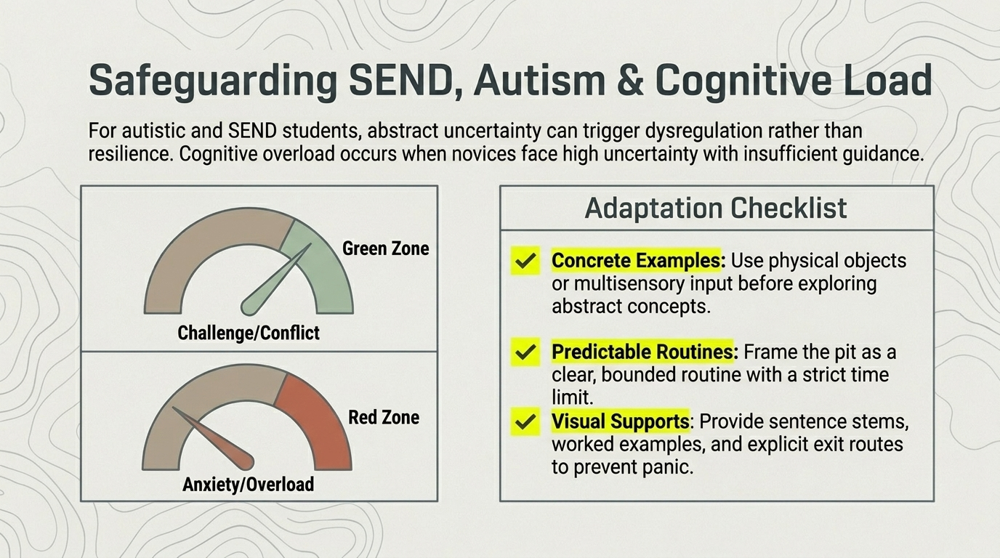 Safeguarding SEND, Autism & Cognitive Load
For autistic and SEND students, abstract uncertainty can trigger dysregulation rather than
resilience. Cognitive overload occurs when novices face high uncertainty with insufficient guidance.
Green Zone
Challenge/Conflict
Red Zone
Anxiety/Overload
Adaptation Checklist
Concrete Examples: Use physical objects
or multisensory input before exploring
abstract concepts.
Predictable Routines: Frame the pit as a
clear, bounded routine with a strict time
limit.
Visual Supports: Provide sentence stems,
worked examples, and explicit exit routes
to prevent panic.